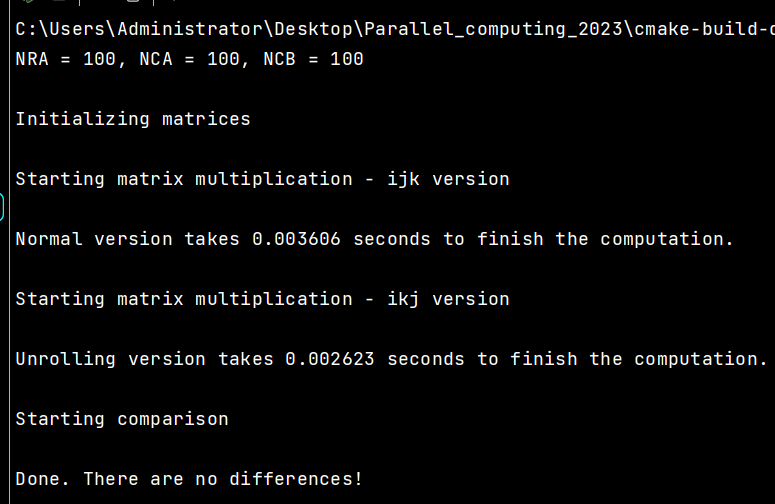 C:\Users\Administrator\Desktop\Parallel_computing_2023\cmake-build-
NRA = 100, NCA = 100, NCB = 100
Initializing matrices
Starting matrix multiplication - ijk version
Normal version takes 0.003606 seconds to finish the computation.
Starting matrix multiplication - ikj version
Unrolling version takes 0.002623 seconds to finish the computation.
Starting comparison
Done. There are no differences!